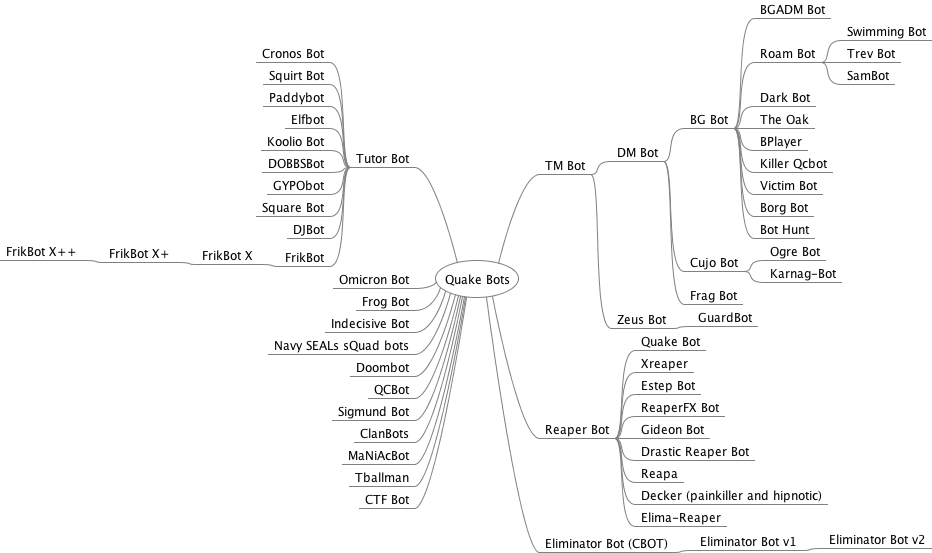 Quake Bots
Tutor Bot
Cronos Bot
Squirt Bot
Paddybot
Elfbot
Koolio Bot
DOBBSBot
GYPObot
Square Bot
DJBot
FrikBot
FrikBot X
FrikBot X+
FrikBot X++
Omicron Bot
Frog Bot
Indecisive Bot
Navy SEALs sQuad bots
Doombot
QCBot
Sigmund Bot
ClanBots
MaNiAcBot
Tballman
CTF Bot
TM Bot
DM Bot
BG Bot
BGADM Bot
Roam Bot
Swimming Bot
Trev Bot
SamBot
Dark Bot
The Oak
BPlayer
Killer Qcbot
Victim Bot
Borg Bot
Bot Hunt
Cujo Bot
Ogre Bot
Karnag-Bot
Frag Bot
Zeus Bot
GuardBot
Reaper Bot
Quake Bot
Xreaper
Estep Bot
ReaperFX Bot
Gideon Bot
Drastic Reaper Bot
Reapa
Decker (painkiller and hipnotic)
Elima-Reaper
Eliminator Bot (CBOT)
Eliminator Bot v1
Eliminator Bot v2